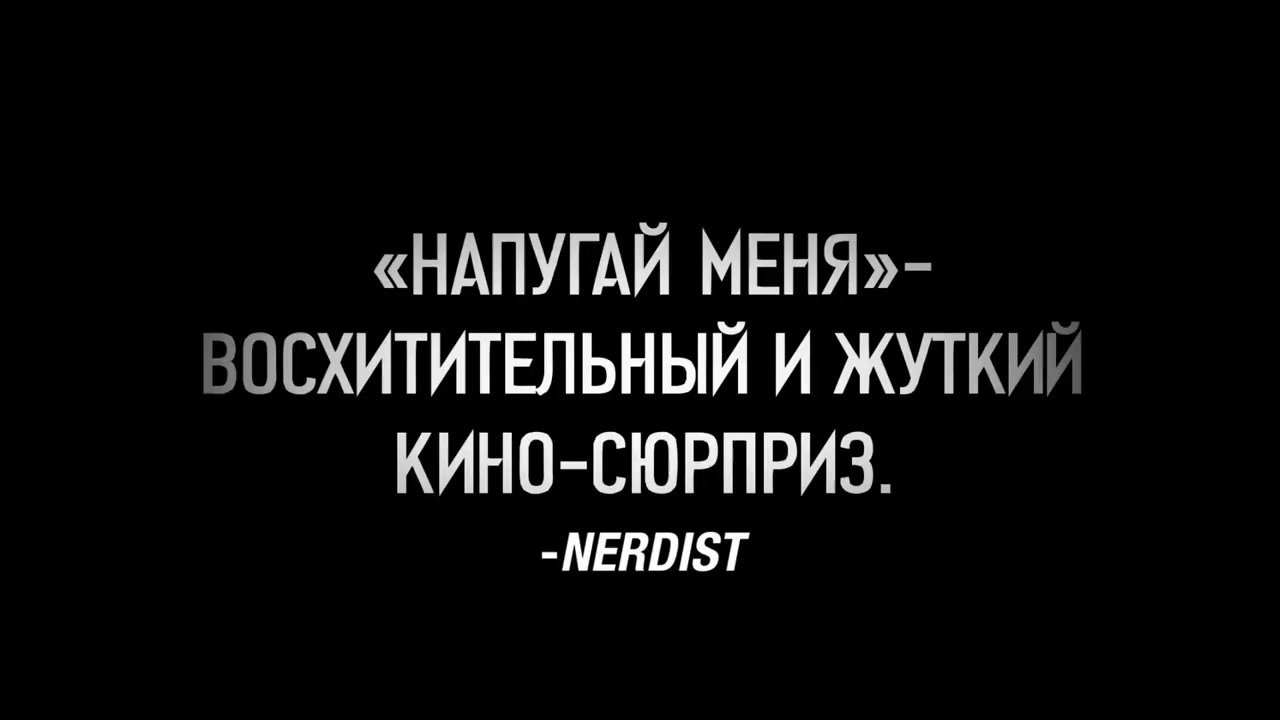 «НАПУГАЙ МЕНЯ»-
ВОСХИТИТЕЛЬНЫЙ И ЖУТКИЙ
КИНО-СЮРПРИЗ.
-NERDIST